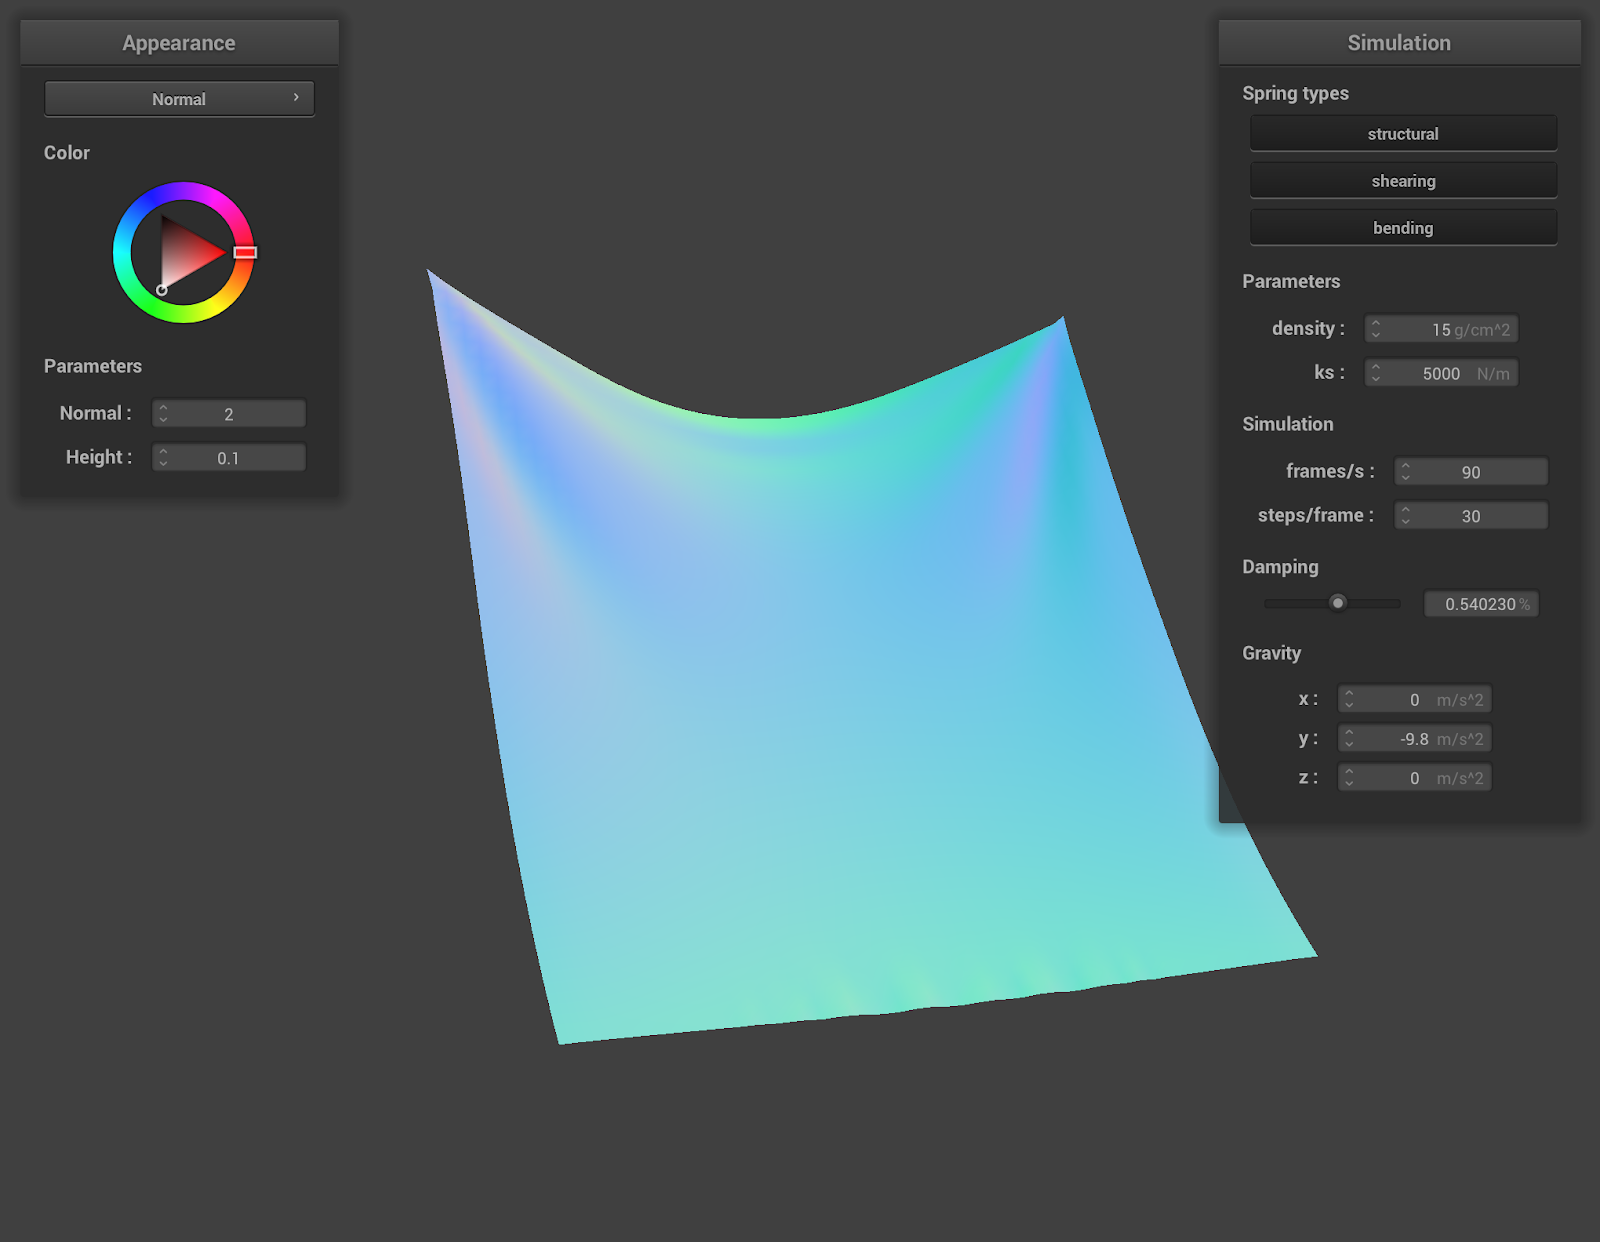 Appearance
Normal
Color
Parameters
Normal : 2
Height : 0.1
Simulation
Spring types
structural
shearing
bending
Parameters
density : 15 g/cm^2
ks : 5000 N/m
Simulation
frames/s : 90
steps/frame : 30
Damping
0.540230 %
Gravity
x : 0 m/s^2
y : -9.8 m/s^2
z : 0 m/s^2